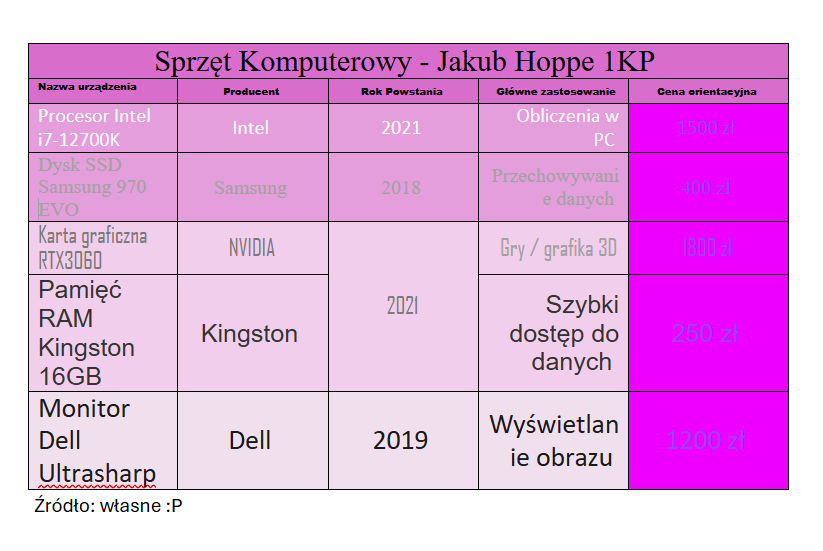 Sprzęt Komputerowy - Jakub Hoppe 1KP
Nazwa urządzenia Producent Rok Powstania Główne zastosowanie Cena orientacyjna
Procesor Intel
i7-12700K
Intel
2021
Obliczenia w
PC
1500 zł
Dysk SSD
Samsung 970
EVO
Samsung
2018
Przechowywani
e danych
400 zł
Karta graficzna
RTX3060
NVIDIA
2021
Gry / grafika 3D
1800 zł
Pamięć
RAM
Kingston
16GB
Kingston
Szybki
dostęp do
danych
250 zł
Monitor
Dell
Ultrasharp
Dell
2019
Wyświetlan
ie obrazu
1200 zł
Źródło: własne :P